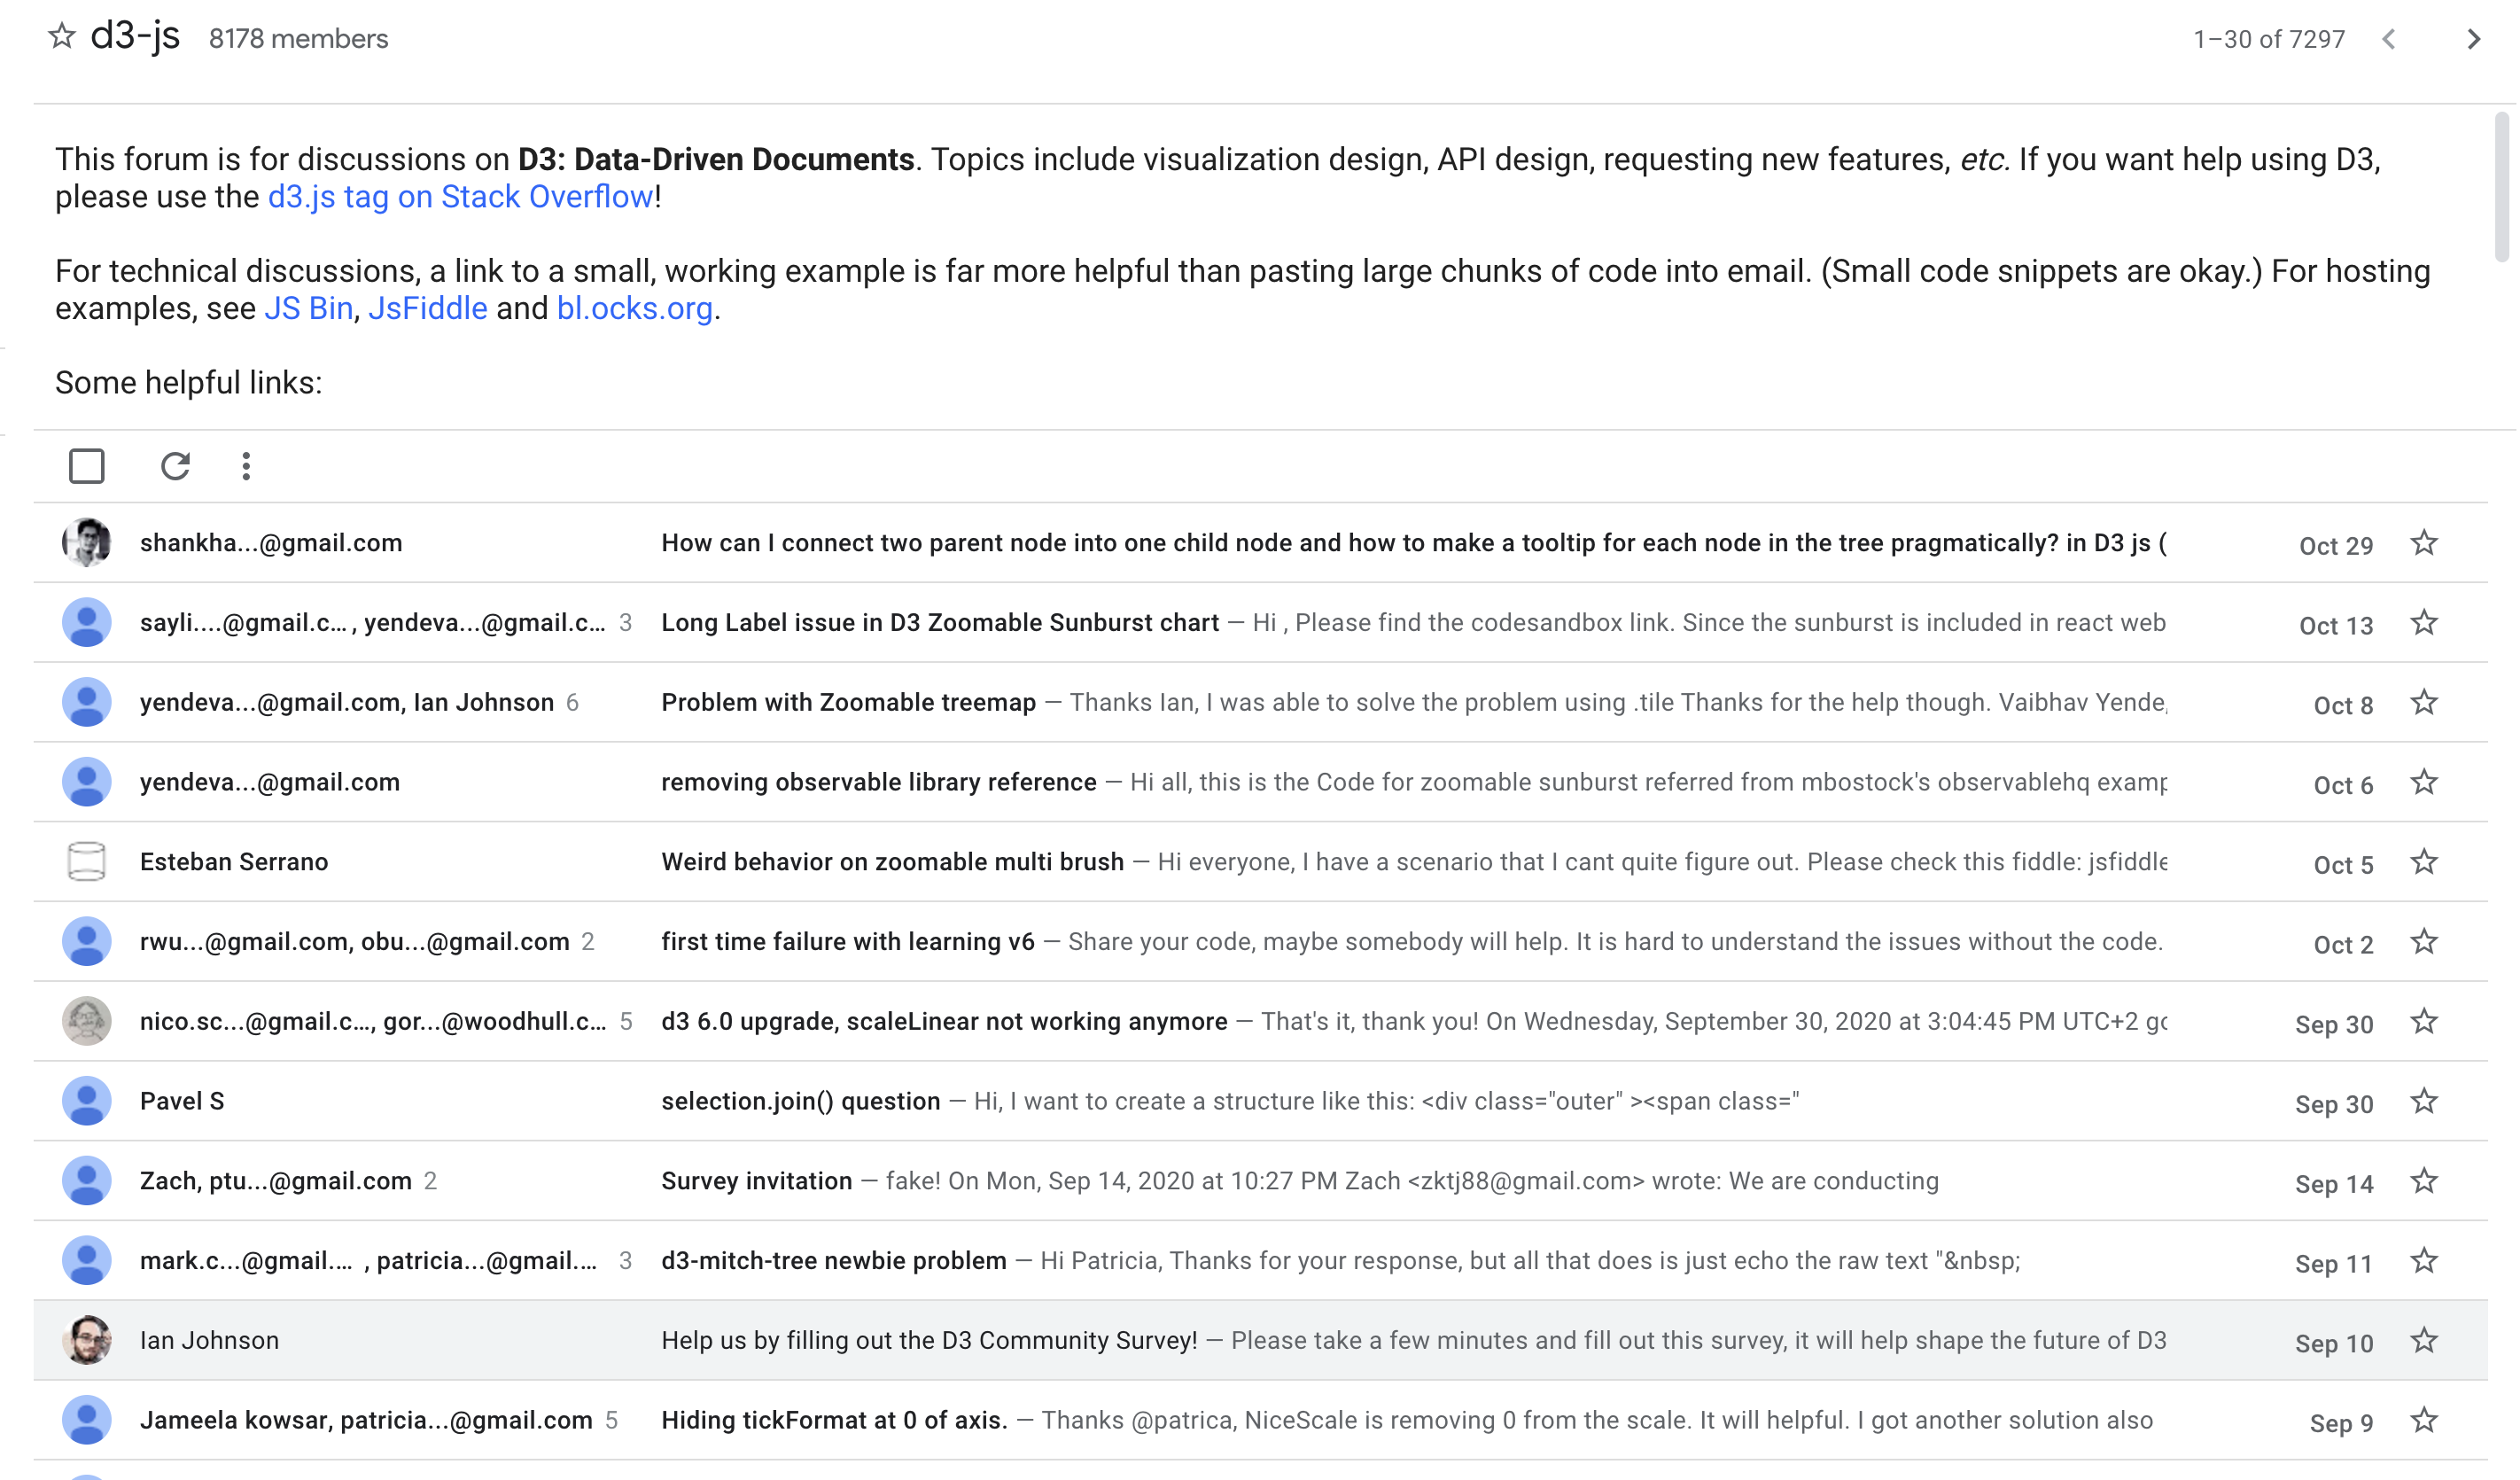 d3-js 8178 members 1–30 of 7297
This forum is for discussions on D3: Data-Driven Documents. Topics include visualization design, API design, requesting new features, etc. If you want help using D3,
please use the d3.js tag on Stack Overflow!
For technical discussions, a link to a small, working example is far more helpful than pasting large chunks of code into email. (Small code snippets are okay.) For hosting
examples, see JS Bin, JsFiddle and bl.ocks.org.
Some helpful links:
shankha...@gmail.com How can I connect two parent node into one child node and how to make a tooltip for each node in the tree pragmatically? in D3 js ( Oct 29
sayli....@gmail.c... , yendeva...@gmail.c... 3 Long Label issue in D3 Zoomable Sunburst chart — Hi , Please find the codesandbox link. Since the sunburst is included in react web Oct 13
yendeva...@gmail.com, Ian Johnson 6 Problem with Zoomable treemap — Thanks Ian, I was able to solve the problem using .tile Thanks for the help though. Vaibhav Yende, Oct 8
yendeva...@gmail.com removing observable library reference — Hi all, this is the Code for zoomable sunburst referred from mbostock's observablehq examp Oct 6
Esteban Serrano Weird behavior on zoomable multi brush — Hi everyone, I have a scenario that I cant quite figure out. Please check this fiddle: jsfiddle Oct 5
rwu...@gmail.com, obu...@gmail.com 2 first time failure with learning v6 — Share your code, maybe somebody will help. It is hard to understand the issues without the code. Oct 2
nico.sc...@gmail.c..., gor...@woodhull.c... 5 d3 6.0 upgrade, scaleLinear not working anymore — That's it, thank you! On Wednesday, September 30, 2020 at 3:04:45 PM UTC+2 go Sep 30
Pavel S selection.join() question — Hi, I want to create a structure like this: <div class="outer" ><span class=" Sep 30
Zach, ptu...@gmail.com 2 Survey invitation — fake! On Mon, Sep 14, 2020 at 10:27 PM Zach <zktj88@gmail.com> wrote: We are conducting Sep 14
mark.c...@gmail.... , patricia...@gmail.... 3 d3-mitch-tree newbie problem — Hi Patricia, Thanks for your response, but all that does is just echo the raw text "&nbsp; Sep 11
Ian Johnson Help us by filling out the D3 Community Survey! — Please take a few minutes and fill out this survey, it will help shape the future of D3 Sep 10
Jameela kowsar, patricia...@gmail.com 5 Hiding tickFormat at 0 of axis. — Thanks @patrica, NiceScale is removing 0 from the scale. It will helpful. I got another solution also Sep 9